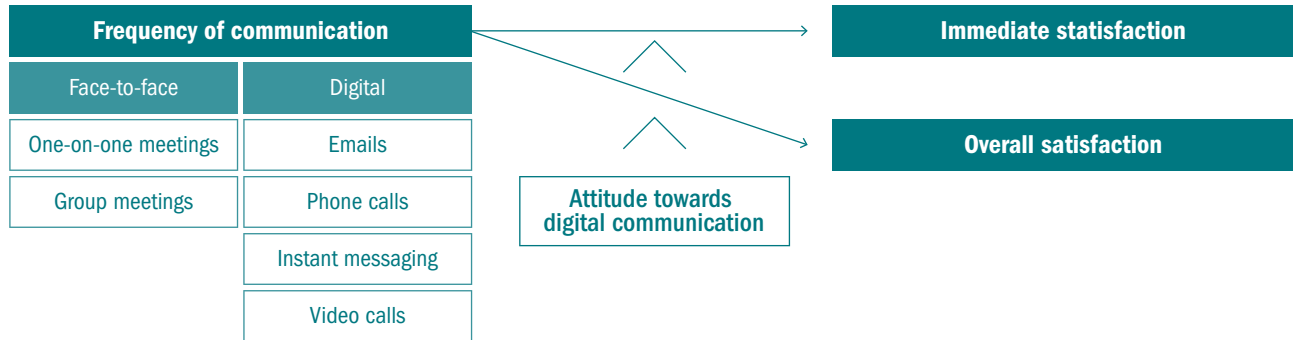 Frequency of communication
Immediate statisfaction
Face-to-face
Digital
One-on-one meetings
Emails
Overall satisfaction
Group meetings
Phone calls
Attitude towards
digital communication
Instant messaging
Video calls